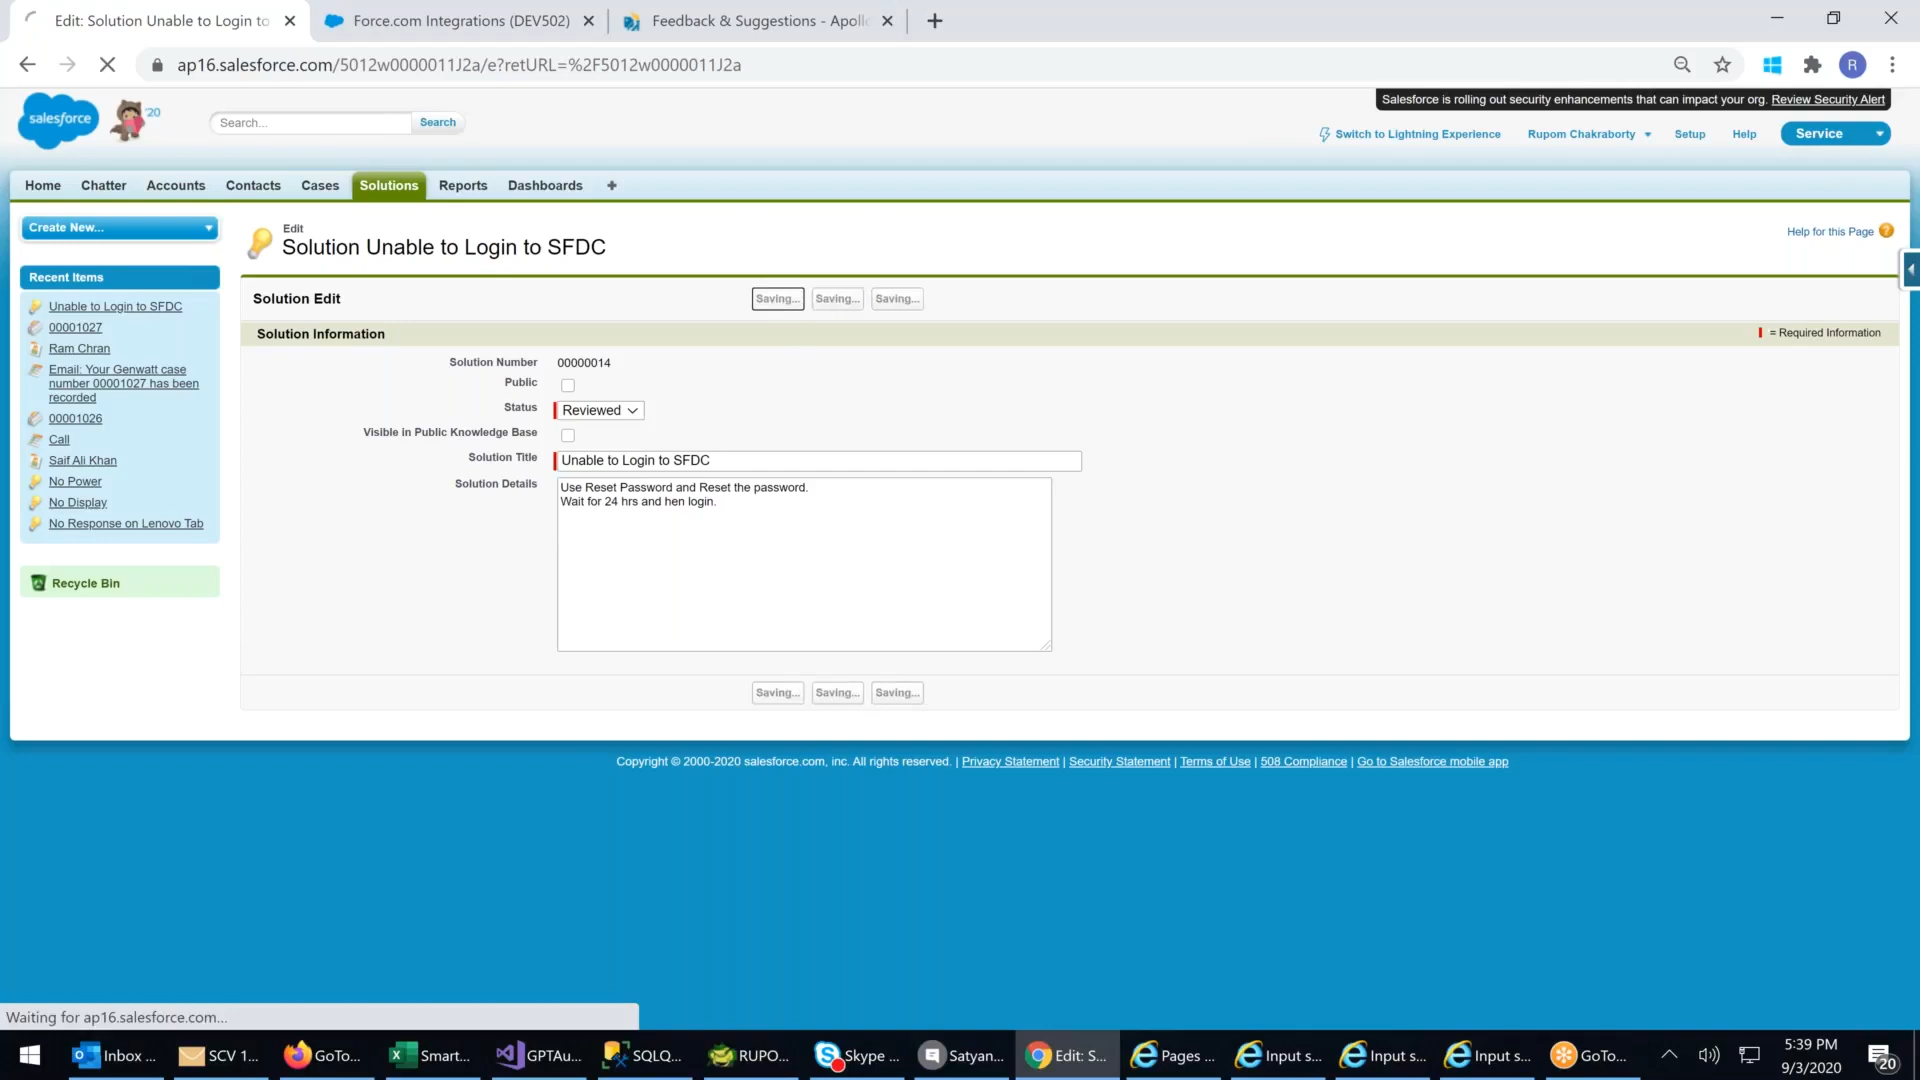 Edit: Solution Unable to Login to
Force.com Integrations (DEV502)
Feedback & Suggestions - Apoll
ap16.salesforce.com/5012w0000011J2a/e?retURL=%2F5012w0000011J2a
R
salesforce
'20
Search...
Search
Salesforce is rolling out security enhancements that can impact your org. Review Security Alert
Switch to Lightning Experience
Rupom Chakraborty
Setup
Help
Service
Home
Chatter
Accounts
Contacts
Cases
Solutions
Reports
Dashboards
+
Create New...
Recent Items
Unable to Login to SFDC
00001027
Ram Chran
Email: Your Genwatt case
number 00001027 has been
recorded
00001026
Call
Saif Ali Khan
No Power
No Display
No Response on Lenovo Tab
Recycle Bin
Edit
Solution Unable to Login to SFDC
Help for this Page
?
Solution Edit
Saving...
Saving...
Saving...
Solution Information
= Required Information
Solution Number
00000014
Public
Status
Reviewed
Visible in Public Knowledge Base
Solution Title
Unable to Login to SFDC
Solution Details
Use Reset Password and Reset the password.
Wait for 24 hrs and hen login.
Saving...
Saving...
Saving...
Copyright © 2000-2020 salesforce.com, inc. All rights reserved. | Privacy Statement | Security Statement | Terms of Use | 508 Compliance | Go to Salesforce mobile app
Waiting for ap16.salesforce.com...
Inbox ...
SCV 1...
GoTo...
Smart...
GPTAu...
SQLQ...
RUPO...
Skype ...
Satyan...
Edit: S...
Pages ...
Input s...
Input s...
Input s...
GoTo...
5:39 PM
9/3/2020
20